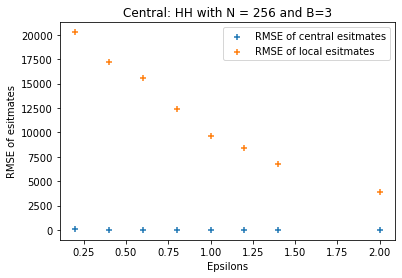 Central: HH with N = 256 and B=3
RMSE of central esitmates
RMSE of local esitmates
RMSE of esitmates
20000
17500
15000
12500
10000
7500
5000
2500
0
0.25 0.50 0.75 1.00 1.25 1.50 1.75 2.00
Epsilons